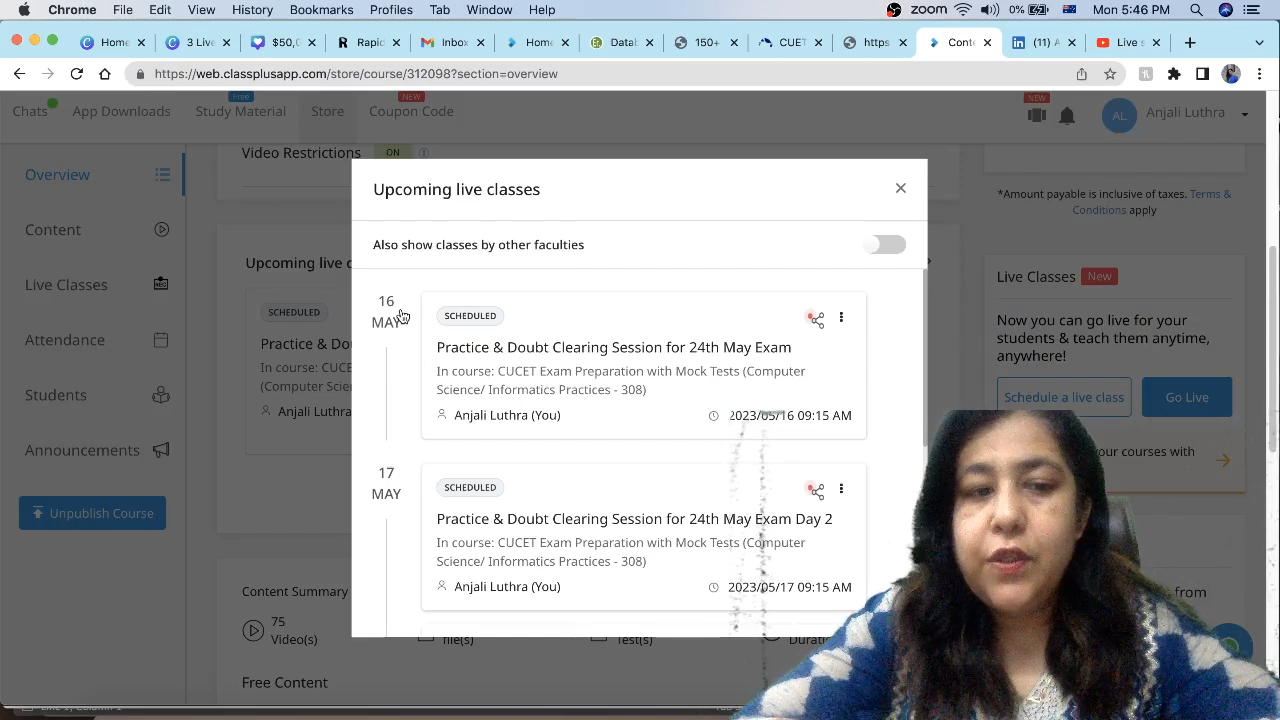 Chrome File Edit View History Bookmarks Profiles Tab Window Help zoom 0% Mon 5:46 PM
Home 3 Live $50,0 Rapid Inbox Home Datab 150+ CUET https Conte (11) A Live s
https://web.classplusapp.com/store/course/312098?section=overview
Free NEW NEW
Chats App Downloads Study Material Store Coupon Code AL Anjali Luthra
Video Restrictions ON
Overview
Content
Live Classes
Attendance
Students
Announcements
Unpublish Course
Upcoming live c
SCHEDULED
Practice & Dou
In course: CUCE
(Computer Scie
Anjali Luthra
Content Summary
75
Video(s)
file(s) Test(s)
Free Content
Upcoming live classes
Also show classes by other faculties
16
MAY
SCHEDULED
Practice & Doubt Clearing Session for 24th May Exam
In course: CUCET Exam Preparation with Mock Tests (Computer
Science/ Informatics Practices - 308)
Anjali Luthra (You) 2023/05/16 09:15 AM
17
MAY
SCHEDULED
Practice & Doubt Clearing Session for 24th May Exam Day 2
In course: CUCET Exam Preparation with Mock Tests (Computer
Science/ Informatics Practices - 308)
Anjali Luthra (You) 2023/05/17 09:15 AM
*Amount payable is inclusive of taxes. Terms &
Conditions apply
Live Classes New
Now you can go live for your
students & teach them anytime,
anywhere!
Schedule a live class Go Live
your courses with
from